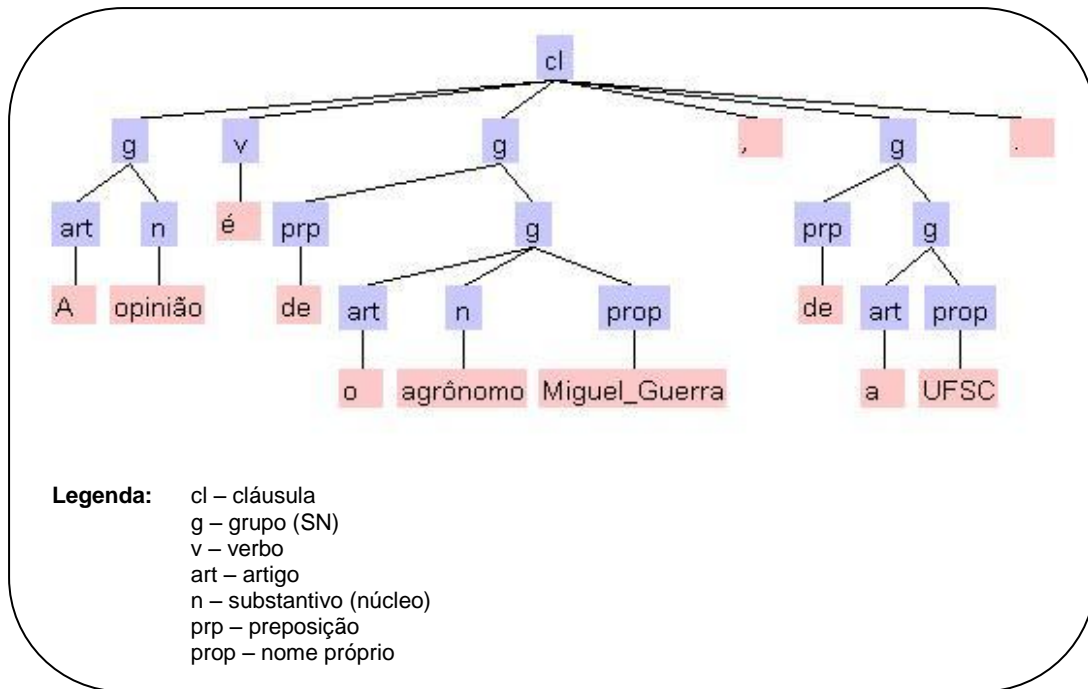 cl
g v g , g .
art n é prp g prp g
A opinião de art n prop de art prop
o agrônomo Miguel_Guerra a UFSC
Legenda: cl – cláusula
g – grupo (SN)
v – verbo
art – artigo
n – substantivo (núcleo)
prp – preposição
prop – nome próprio